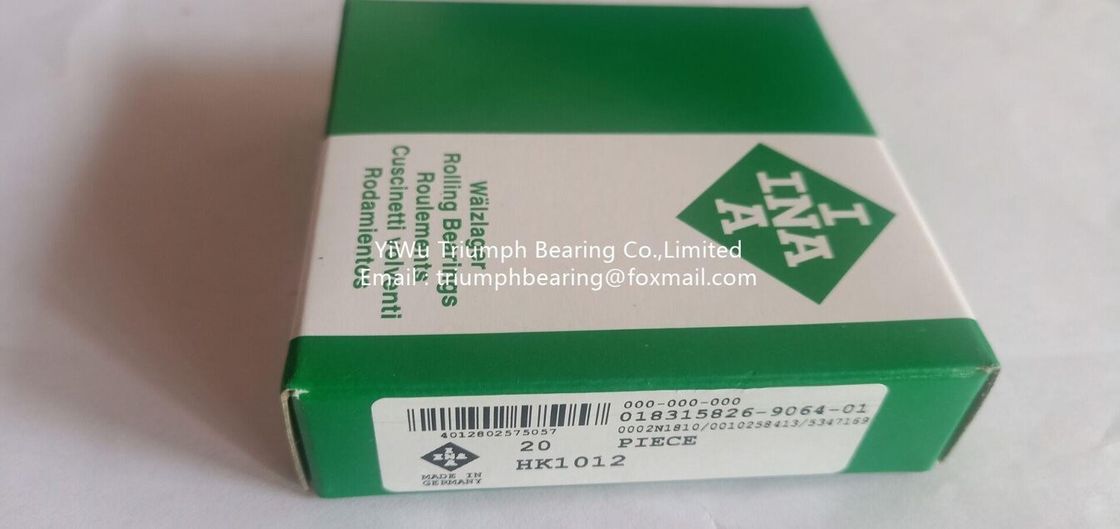 I
INA
A
Wälzlager
Rolling Bearings
Roulements
Cuscinetti volventi
Rodamientos
YiWu Triumph Bearing Co.,Limited
Email : triumphbearing@foxmail.com
000-000-000
018315826-9064-01
0002N1810/0010258413/5347169
4012802575057
20 PIECE
HK1012
I
INA
A
MADE IN
GERMANY